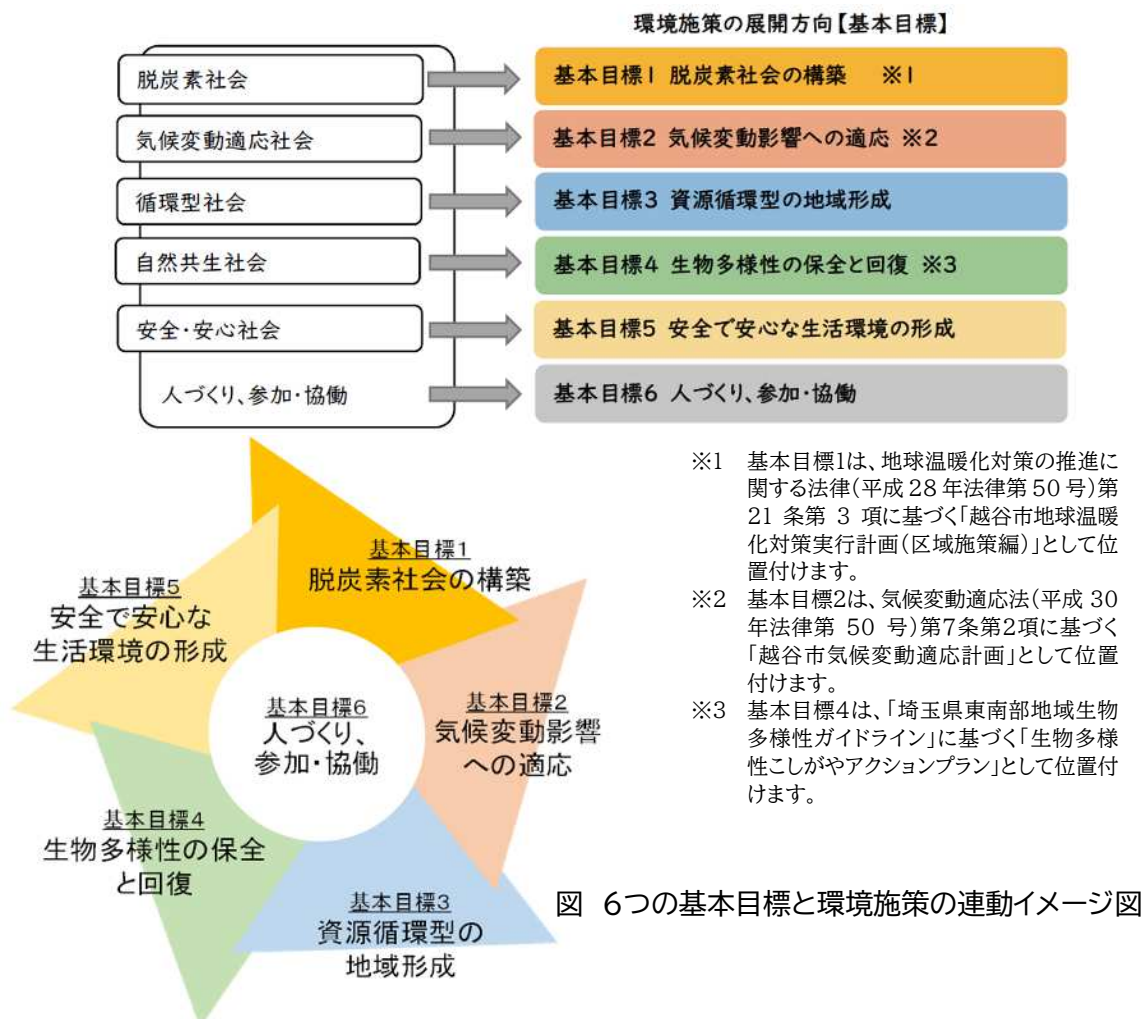 環境施策の展開方向【基本目標】
脱炭素社会
基本目標1 脱炭素社会の構築 ※1
気候変動適応社会
基本目標2 気候変動影響への適応 ※2
循環型社会
基本目標3 資源循環型の地域形成
自然共生社会
基本目標4 生物多様性の保全と回復 ※3
安全・安心社会
基本目標5 安全で安心な生活環境の形成
人づくり、参加・協働
基本目標6 人づくり、参加・協働
基本目標1
脱炭素社会の構築
基本目標2
気候変動影響
への適応
基本目標3
資源循環型の
地域形成
基本目標4
生物多様性の保全
と回復
基本目標5
安全で安心な
生活環境の形成
基本目標6
人づくり、
参加・協働
※1 基本目標1は、地球温暖化対策の推進に
関する法律(平成 28 年法律第 50 号)第
21 条第 3 項に基づく「越谷市地球温暖
化対策実行計画(区域施策編)」として位
置付けます。
※2 基本目標2は、気候変動適応法(平成 30
年法律第 50 号)第7条第2項に基づく
「越谷市気候変動適応計画」として位置
付けます。
※3 基本目標4は、「埼玉県東南部地域生物
多様性ガイドライン」に基づく「生物多様
性こしがやアクションプラン」として位置付
けます。
図 6つの基本目標と環境施策の連動イメージ図